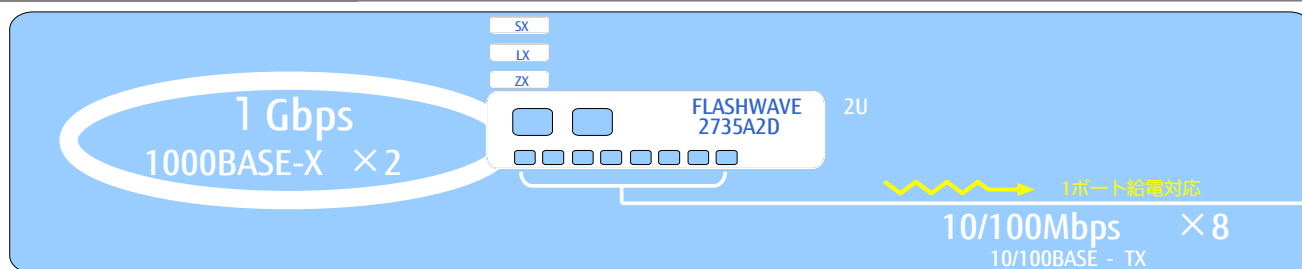 SX
LX
ZX
1 Gbps
1000BASE-X ×2
FLASHWAVE
2735A2D
2U
1ポート給電対応
10/100Mbps ×8
10/100BASE - TX